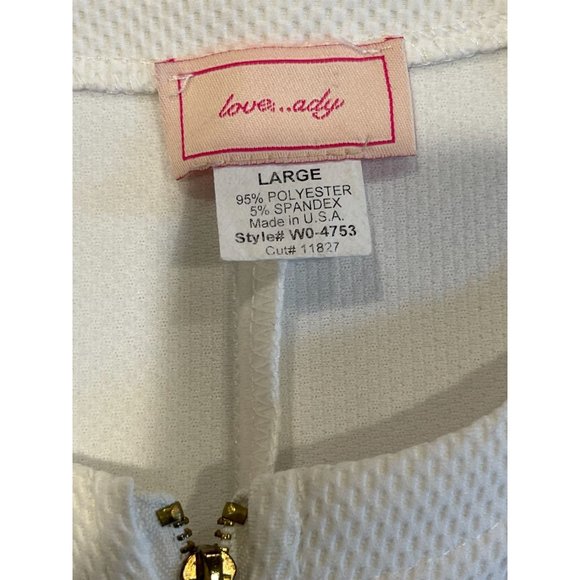 love...ady
LARGE
95% POLYESTER
5% SPANDEX
Made in U.S.A.
Style# W0-4753
Cut# 11827